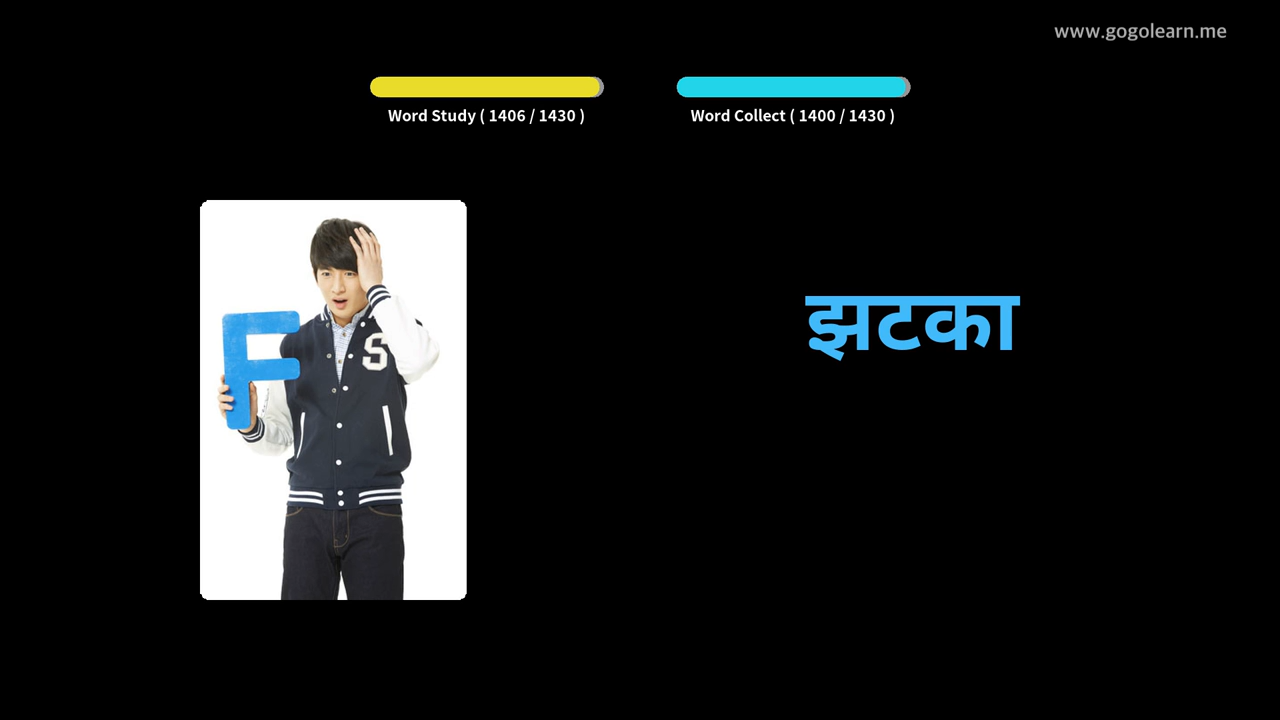 www.gogolearn.me
Word Study ( 1406 / 1430 )
Word Collect ( 1400 / 1430 )
F
S
झटका